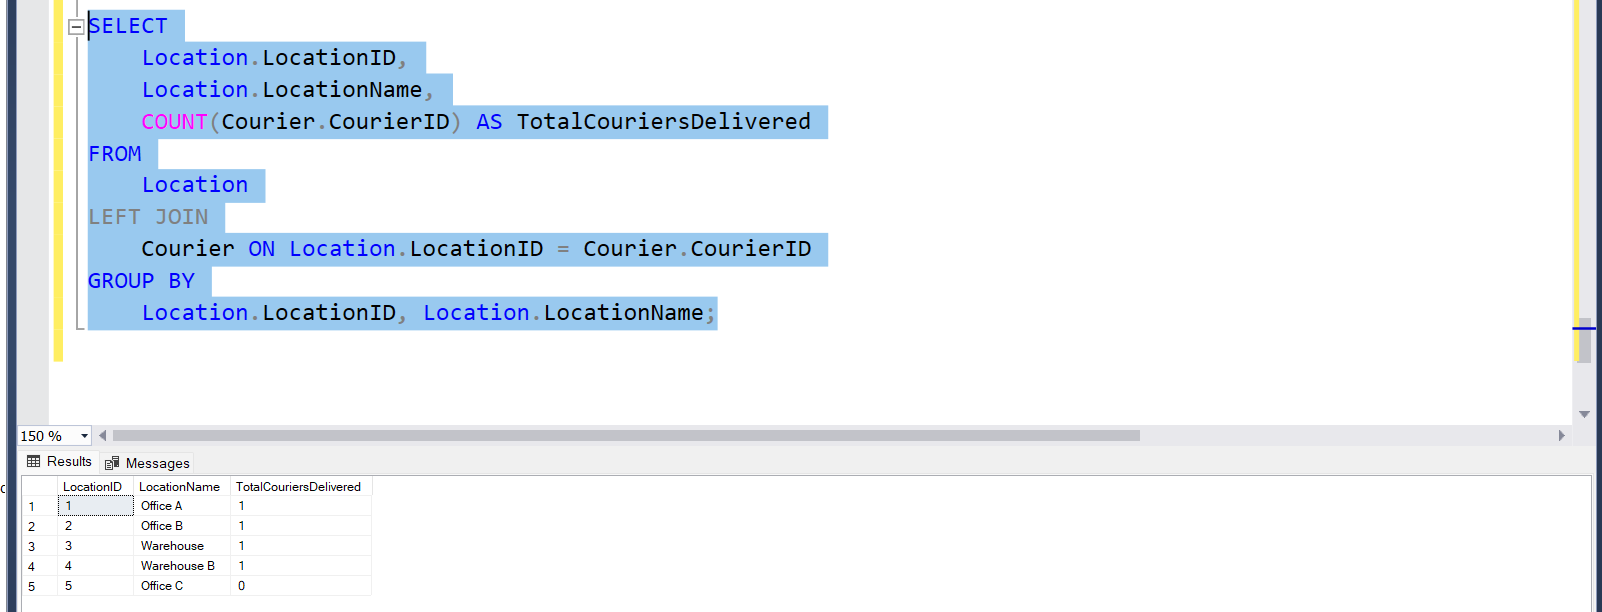 SELECT
Location.LocationID,
Location.LocationName,
COUNT(Courier.CourierID) AS TotalCouriersDelivered
FROM
Location
LEFT JOIN
Courier ON Location.LocationID = Courier.CourierID
GROUP BY
Location.LocationID, Location.LocationName;
150 %
Results Messages
LocationID LocationName TotalCouriersDelivered
1 1 Office A 1
2 2 Office B 1
3 3 Warehouse 1
4 4 Warehouse B 1
5 5 Office C 0